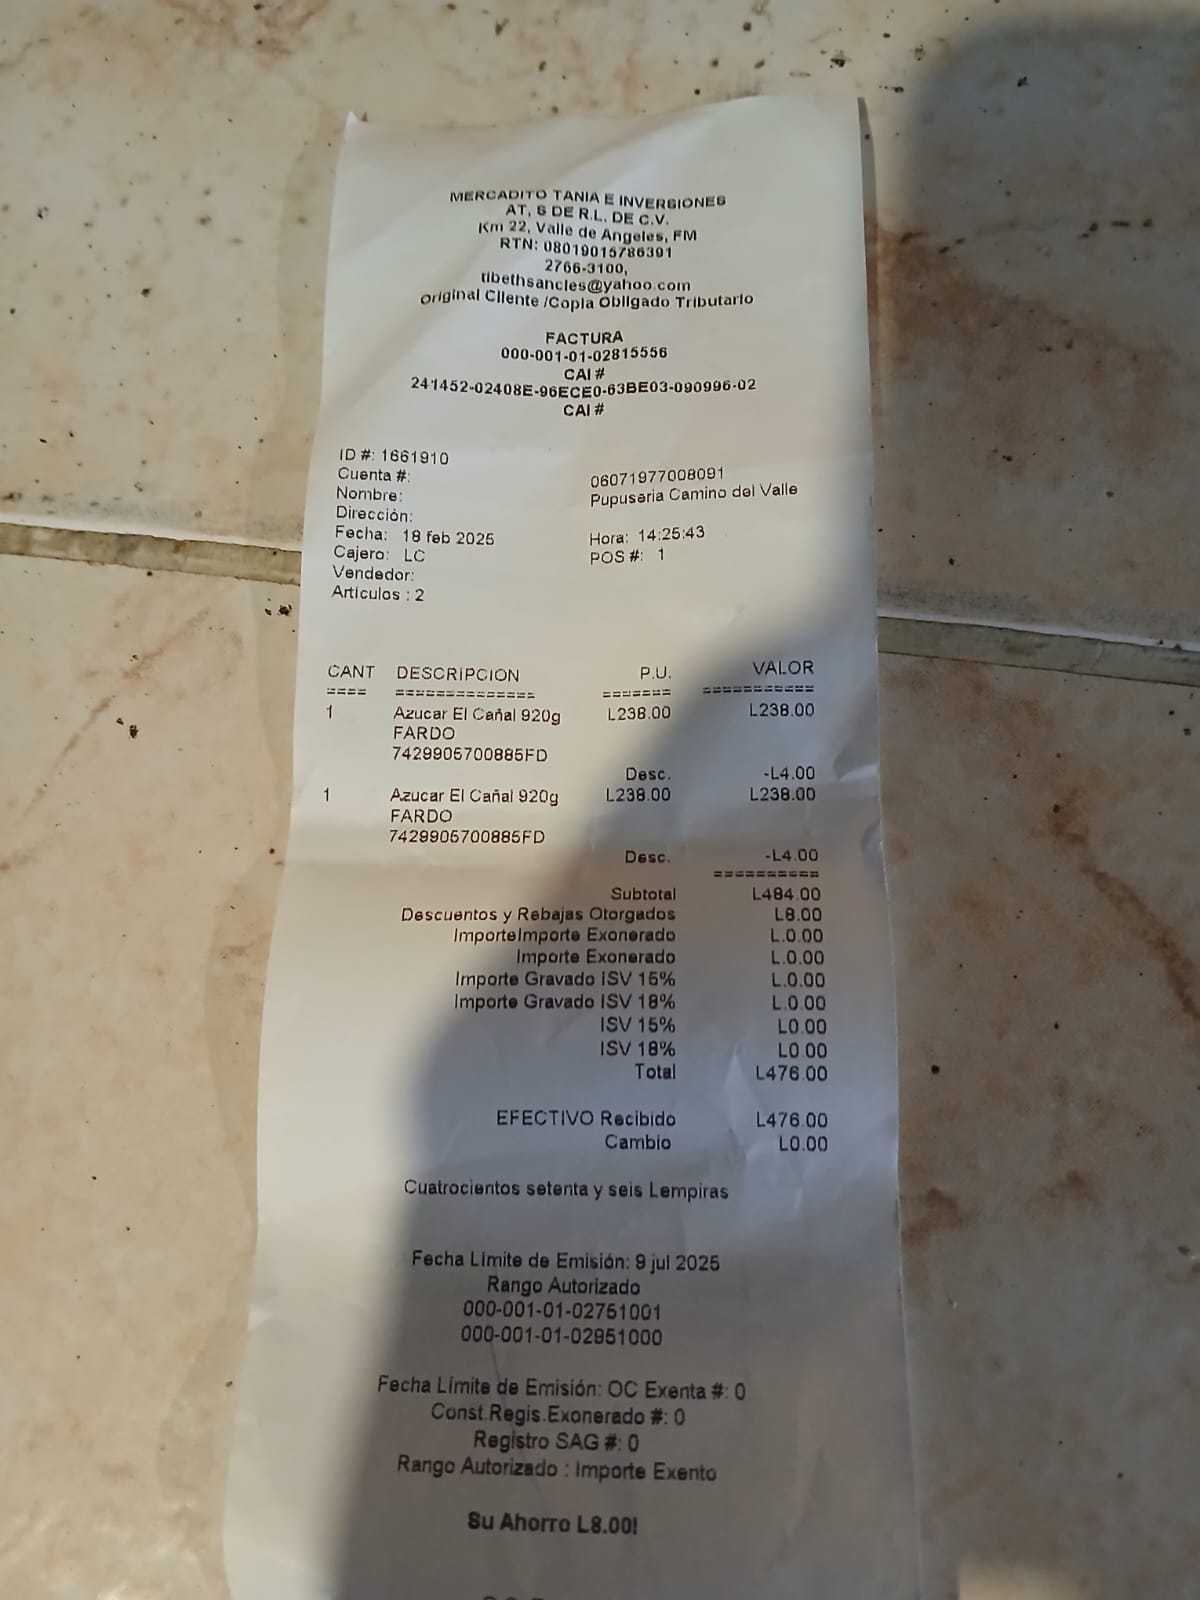 MERCADITO TANIA E INVERSIONES
AT, S DE R.L. DE C.V.
Km 22, Valle de Angeles, FM
RTN: 08019015786391
2766-3100,
tibethsancles@yahoo.com
Original Cliente /Copia Obligado Tributario
FACTURA
000-001-01-02815556
CAI #
241452-02408E-96ECE0-63BE03-090996-02
CAI #
ID #: 1661910
Cuenta #: 06071977008091
Nombre: Pupuseria Camino del Valle
Dirección:
Fecha: 18 feb 2025 Hora: 14:25:43
Cajero: LC POS #: 1
Vendedor:
Artículos : 2
CANT DESCRIPCION P.U. VALOR
==== ============== ======= ===========
1 Azucar El Cañal 920g L238.00 L238.00
FARDO
7429905700885FD
Desc. -L4.00
1 Azucar El Cañal 920g L238.00 L238.00
FARDO
7429905700885FD
Desc. -L4.00
==========
Subtotal L484.00
Descuentos y Rebajas Otorgados L8.00
ImporteImporte Exonerado L.0.00
Importe Exonerado L.0.00
Importe Gravado ISV 15% L.0.00
Importe Gravado ISV 18% L.0.00
ISV 15% L0.00
ISV 18% L0.00
Total L476.00
EFECTIVO Recibido L476.00
Cambio L0.00
Cuatrocientos setenta y seis Lempiras
Fecha Límite de Emisión: 9 jul 2025
Rango Autorizado
000-001-01-02751001
000-001-01-02951000
Fecha Límite de Emisión: OC Exenta #: 0
Const.Regis.Exonerado #: 0
Registro SAG #: 0
Rango Autorizado : Importe Exento
Su Ahorro L8.00!